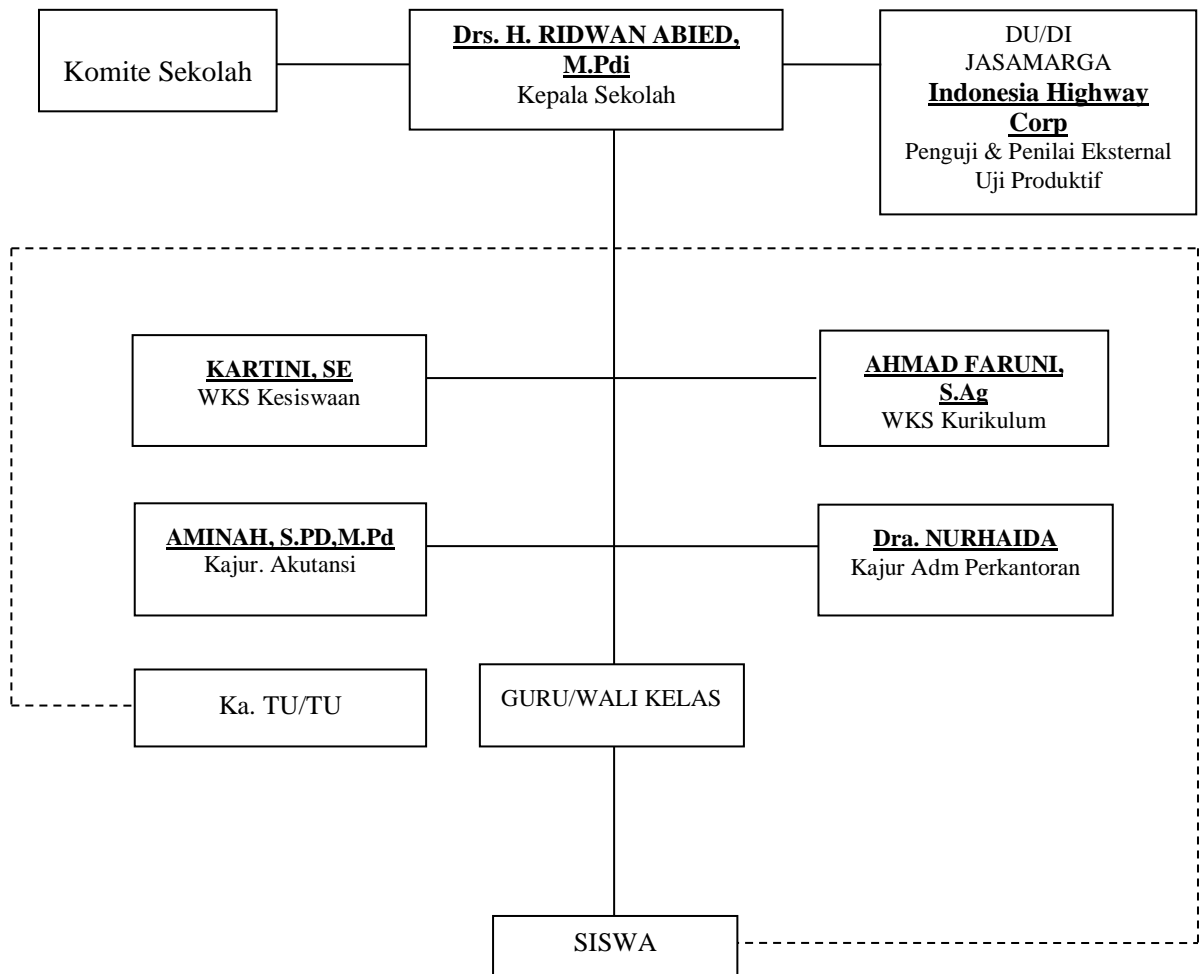 Komite Sekolah
Drs. H. RIDWAN ABIED,
M.Pdi
Kepala Sekolah
DU/DI
JASAMARGA
Indonesia Highway
Corp
Penguji & Penilai Eksternal
Uji Produktif
KARTINI, SE
WKS Kesiswaan
AHMAD FARUNI,
S.Ag
WKS Kurikulum
AMINAH, S.PD,M.Pd
Kajur. Akutansi
Dra. NURHAIDA
Kajur Adm Perkantoran
Ka. TU/TU
GURU/WALI KELAS
SISWA